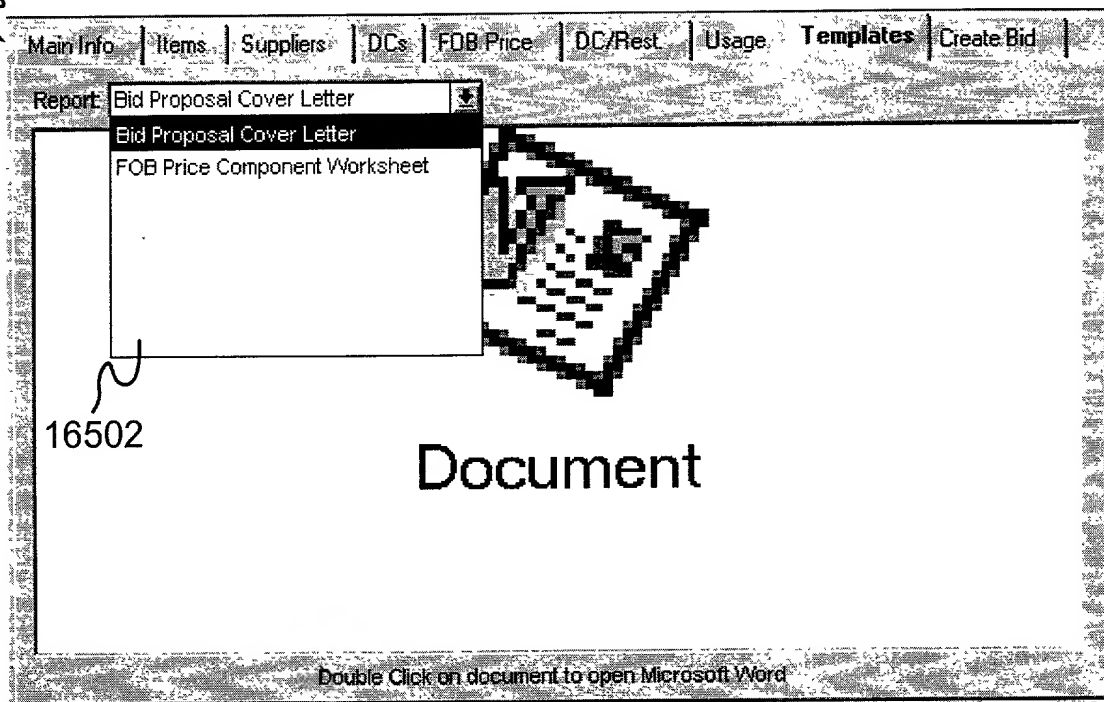 Main Info Items Suppliers DCs FOB Price DC/Rest. Usage Templates Create Bid
Report: Bid Proposal Cover Letter
Bid Proposal Cover Letter
FOB Price Component Worksheet
16502
Document
Double Click on document to open Microsoft Word